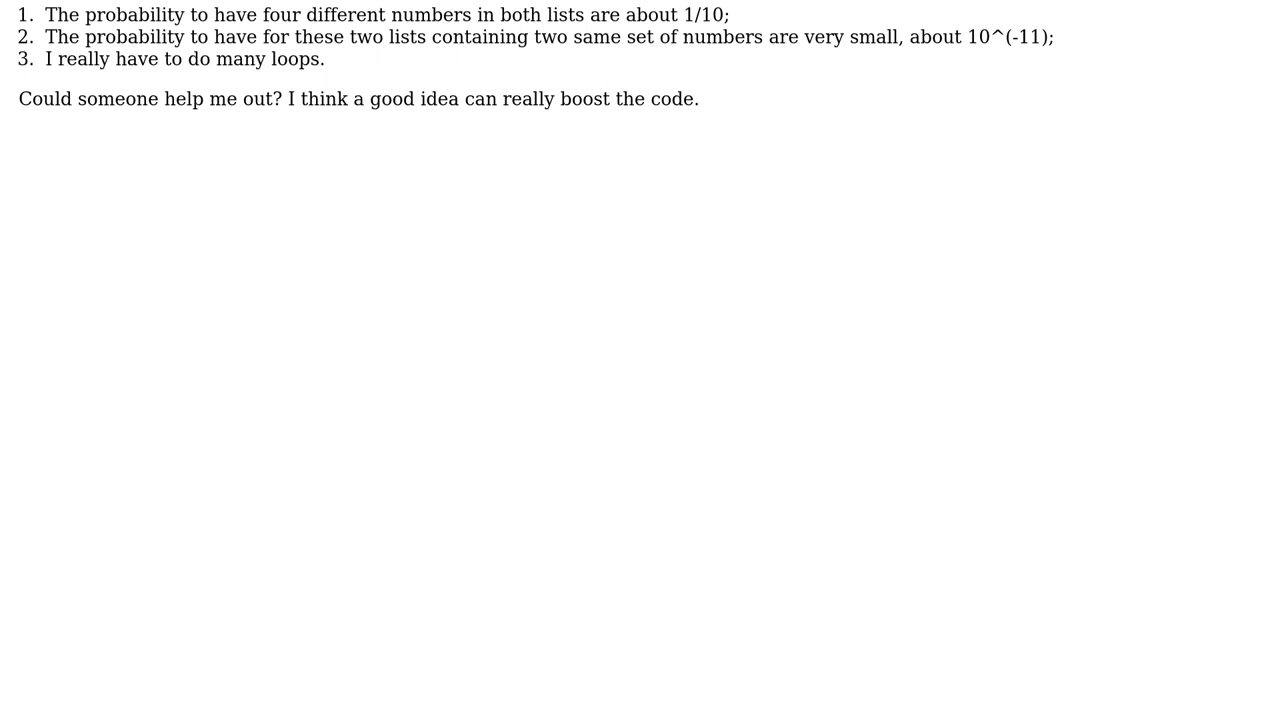 1. The probability to have four different numbers in both lists are about 1/10;
2. The probability to have for these two lists containing two same set of numbers are very small, about 10^(-11);
3. I really have to do many loops.
Could someone help me out? I think a good idea can really boost the code.